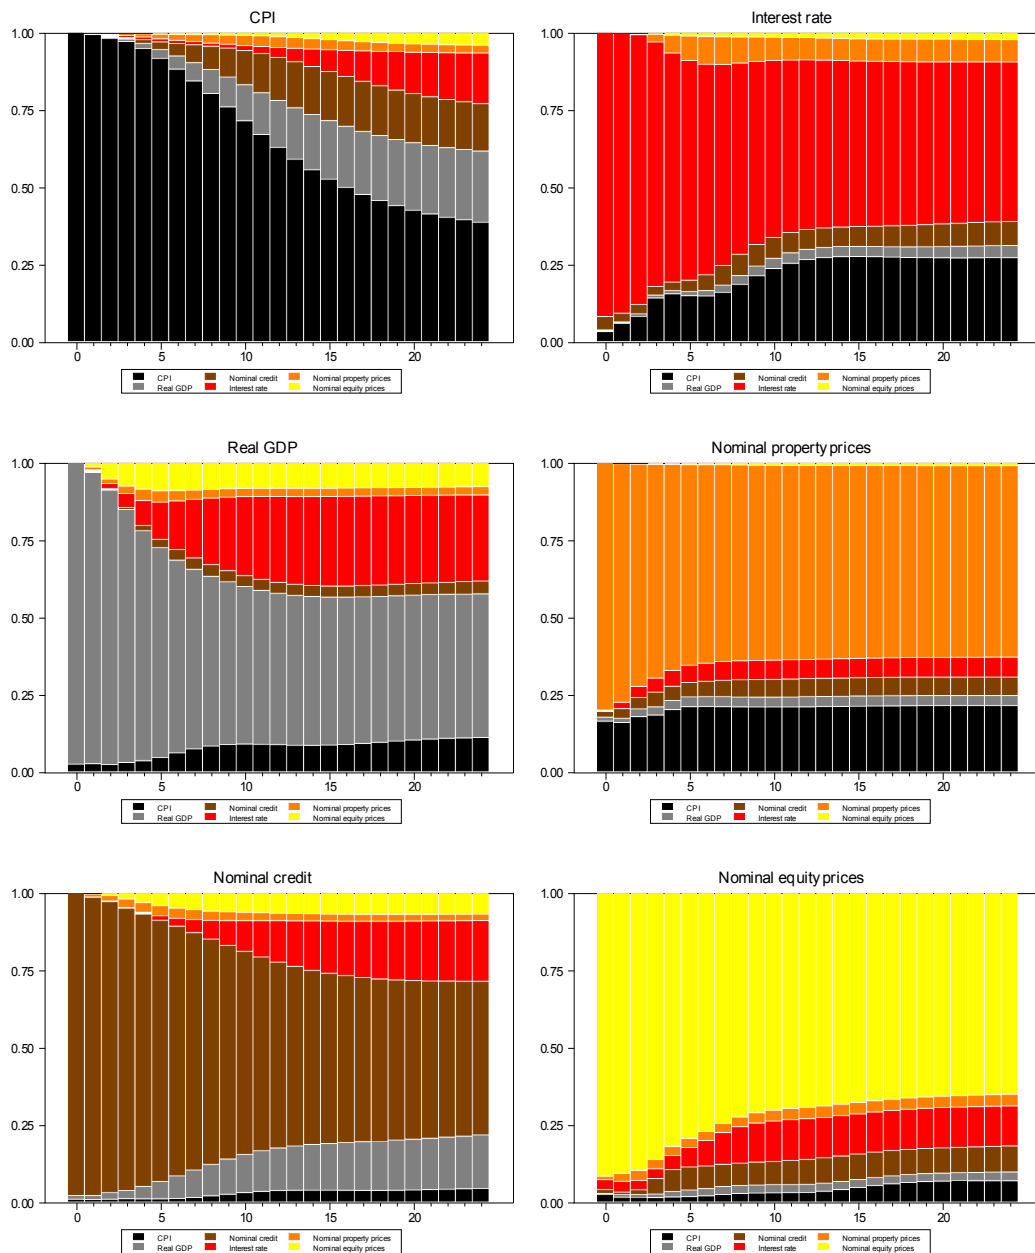 CPI
1.00
0.75
0.50
0.25
0.00
0 5 10 15 20
CPI Nominal credit Nominal property prices
Real GDP Interest rate Nominal equity prices
Interest rate
1.00
0.75
0.50
0.25
0.00
0 5 10 15 20
CPI Nominal credit Nominal property prices
Real GDP Interest rate Nominal equity prices
Real GDP
1.00
0.75
0.50
0.25
0.00
0 5 10 15 20
CPI Nominal credit Nominal property prices
Real GDP Interest rate Nominal equity prices
Nominal property prices
1.00
0.75
0.50
0.25
0.00
0 5 10 15 20
CPI Nominal credit Nominal property prices
Real GDP Interest rate Nominal equity prices
Nominal credit
1.00
0.75
0.50
0.25
0.00
0 5 10 15 20
CPI Nominal credit Nominal property prices
Real GDP Interest rate Nominal equity prices
Nominal equity prices
1.00
0.75
0.50
0.25
0.00
0 5 10 15 20
CPI Nominal credit Nominal property prices
Real GDP Interest rate Nominal equity prices